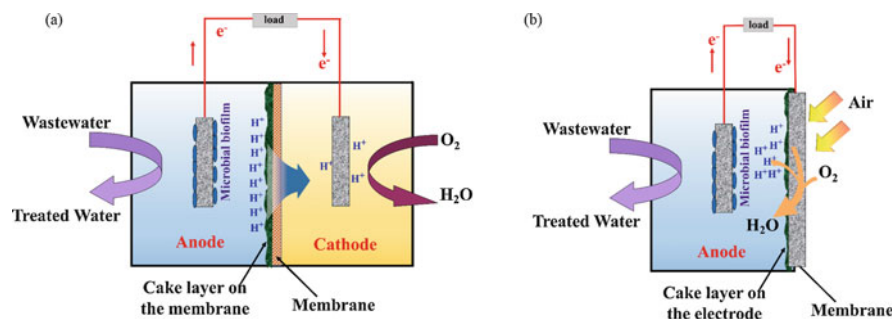 (a)
load
e-
e-
Wastewater
Treated Water
Microbial biofilm
H+
H+
H+
H+
H+
H+
H+
H+
H+
H+
H+
O2
H2O
Anode
Cathode
Cake layer on
the membrane
Membrane
(b)
load
e-
e-
Air
Wastewater
Treated Water
Microbial biofilm
H+
H+
H+
H+
H+H+
O2
H2O
Anode
Cake layer on
the electrode
Membrane